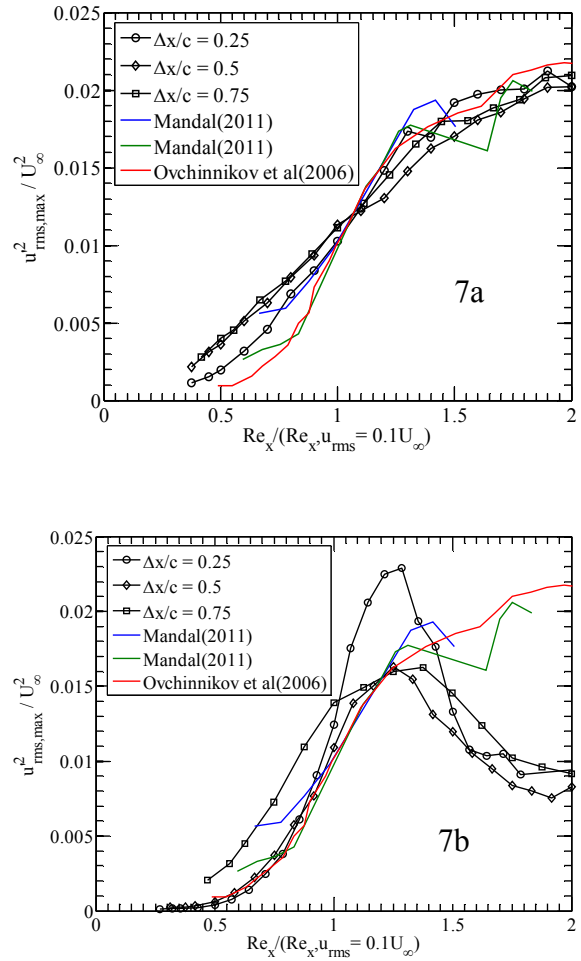 0.025
0.02
0.015
0.01
0.005
0
u'²rms,max / U²∞
Δx/c = 0.25
Δx/c = 0.5
Δx/c = 0.75
Mandal(2011)
Mandal(2011)
Ovchinnikov et al(2006)
7a
0 0.5 1 1.5 2
Reₓ/(Reₓ,uᵣₘₛ= 0.1U∞)
0.025
0.02
0.015
0.01
0.005
0
u'²rms,max / U²∞
Δx/c = 0.25
Δx/c = 0.5
Δx/c = 0.75
Mandal(2011)
Mandal(2011)
Ovchinnikov et al(2006)
7b
0 0.5 1 1.5 2
Reₓ/(Reₓ,uᵣₘₛ= 0.1U∞)